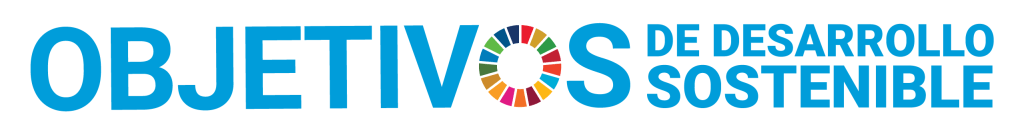 OBJETIVOS
DE DESARROLLO
SOSTENIBLE